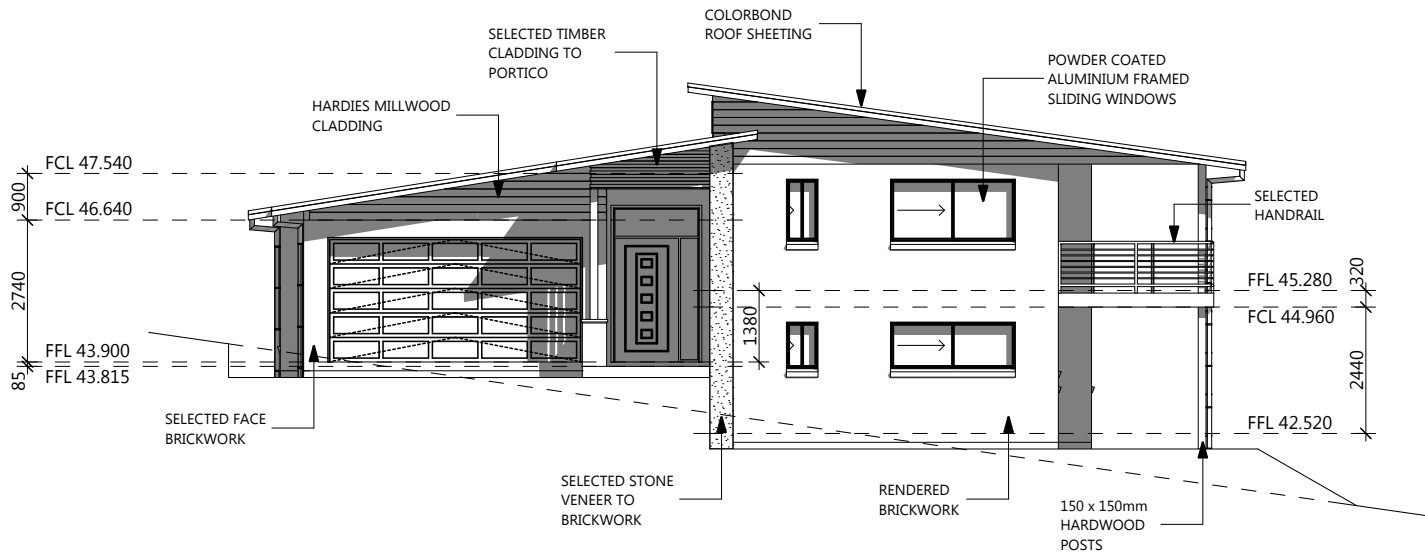 COLORBOND
ROOF SHEETING
SELECTED TIMBER
CLADDING TO
PORTICO
POWDER COATED
ALUMINIUM FRAMED
SLIDING WINDOWS
HARDIES MILLWOOD
CLADDING
FCL 47.540
900
FCL 46.640
2740
FFL 43.900
85
FFL 43.815
SELECTED
HANDRAIL
FFL 45.280
320
FCL 44.960
1380
2440
FFL 42.520
SELECTED FACE
BRICKWORK
SELECTED STONE
VENEER TO
BRICKWORK
RENDERED
BRICKWORK
150 x 150mm
HARDWOOD
POSTS